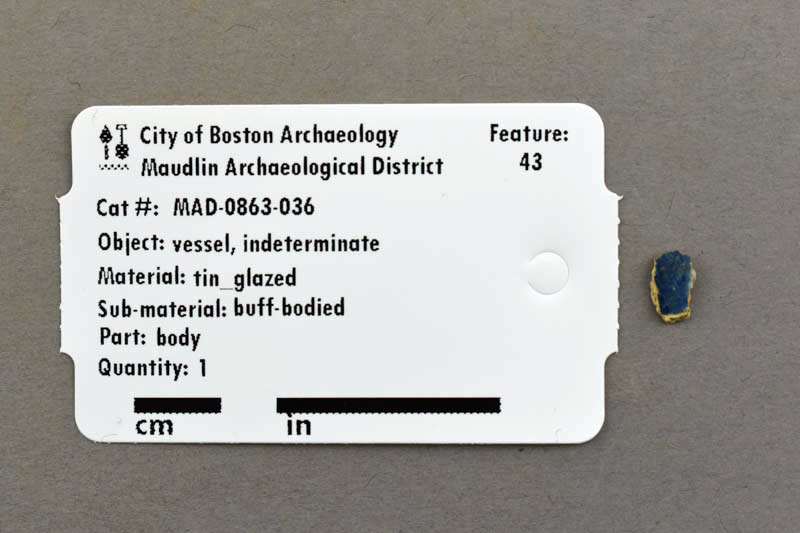 City of Boston Archaeology
Maudlin Archaeological District
Feature:
43
Cat #: MAD-0863-036
Object: vessel, indeterminate
Material: tin_glazed
Sub-material: buff-bodied
Part: body
Quantity: 1
cm in